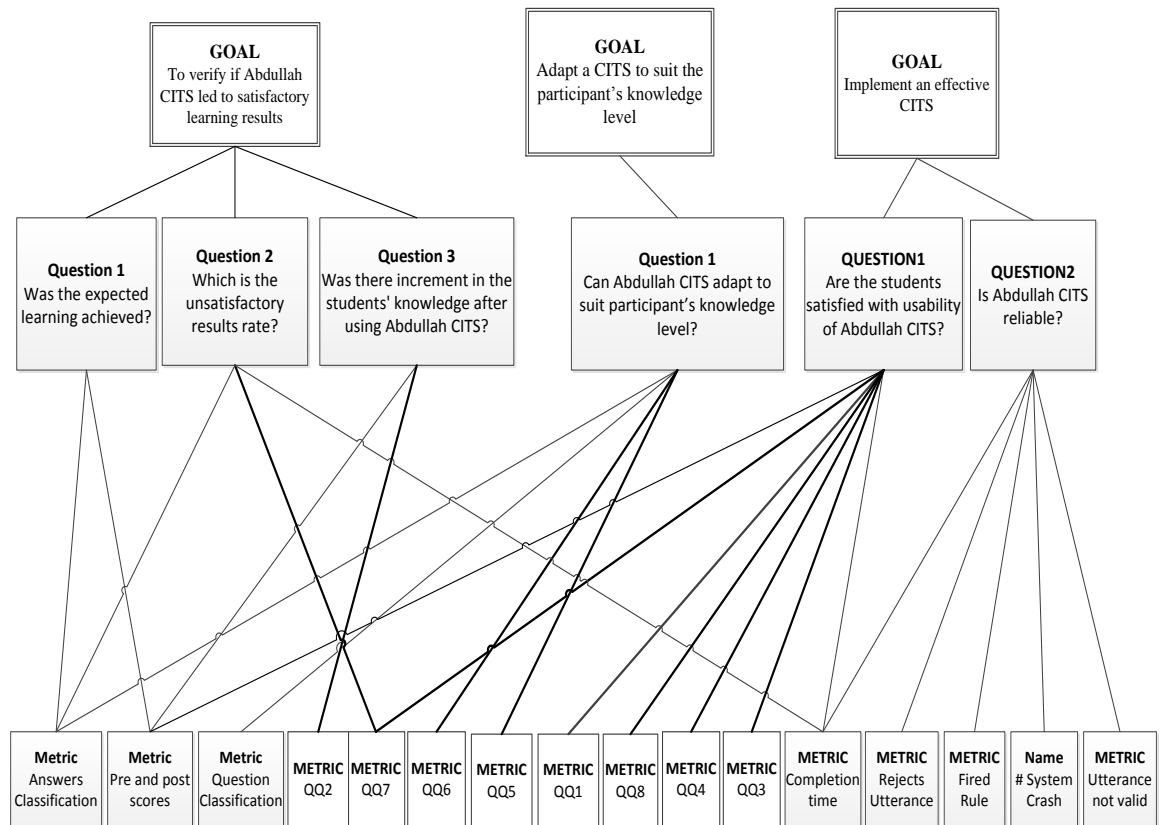 GOAL
To verify if Abdullah
CITS led to satisfactory
learning results
GOAL
Adapt a CITS to suit the
participant's knowledge
level
GOAL
Implement an effective
CITS
Question 1
Was the expected
learning achieved?
Question 2
Which is the
unsatisfactory
results rate?
Question 3
Was there increment in the
students' knowledge after
using Abdullah CITS?
Question 1
Can Abdullah CITS adapt to
suit participant's knowledge
level?
QUESTION1
Are the students
satisfied with usability
of Abdullah CITS?
QUESTION2
Is Abdullah CITS
reliable?
Metric
Answers
Classification
Metric
Pre and post
scores
Metric
Question
Classification
METRIC
QQ2
METRIC
QQ7
METRIC
QQ6
METRIC
QQ5
METRIC
QQ1
METRIC
QQ8
METRIC
QQ4
METRIC
QQ3
METRIC
Completion
time
METRIC
Rejects
Utterance
METRIC
Fired
Rule
Name
# System
Crash
METRIC
Utterance
not valid